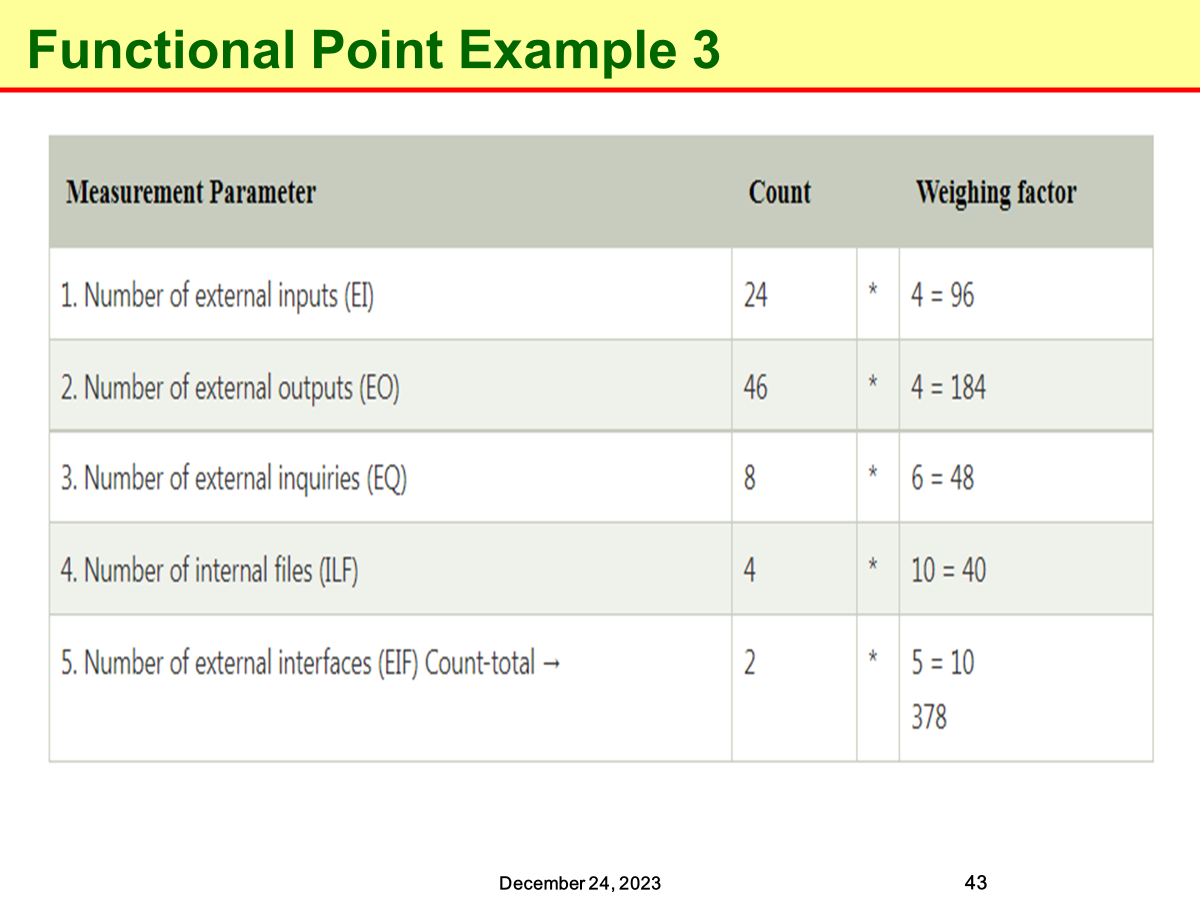 Functional Point Example 3
Measurement Parameter Count Weighing factor
1. Number of external inputs (EI) 24 * 4 = 96
2. Number of external outputs (EO) 46 * 4 = 184
3. Number of external inquiries (EQ) 8 * 6 = 48
4. Number of internal files (ILF) 4 * 10 = 40
5. Number of external interfaces (EIF) Count-total → 2 * 5 = 10
378
December 24, 2023 43